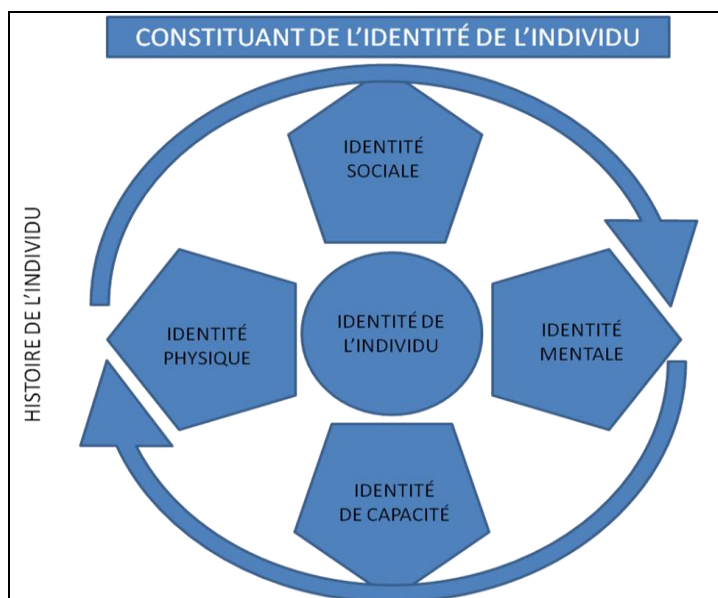 CONSTITUANT DE L'IDENTITÉ DE L'INDIVIDU
IDENTITÉ
SOCIALE
HISTOIRE DE L'INDIVIDU
IDENTITÉ
PHYSIQUE
IDENTITÉ DE
L'INDIVIDU
IDENTITÉ
MENTALE
IDENTITÉ
DE CAPACITÉ